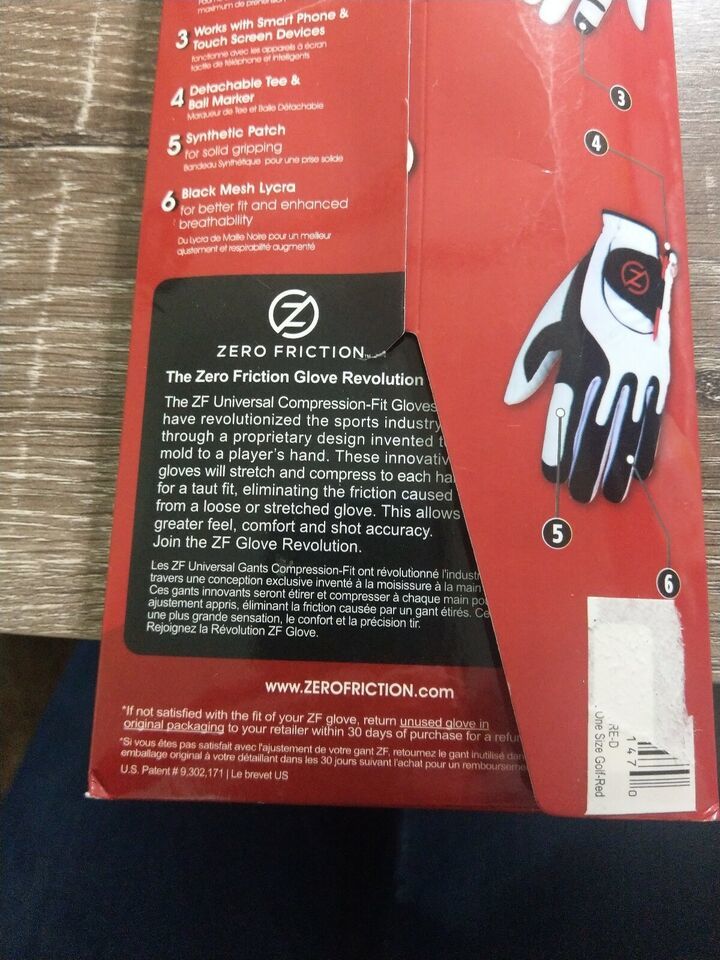 maximum de
3 Works with Smart Phone &
Touch Screen Devices
fonctionne avec les appareils à écran
tactile de téléphone et intelligents
4 Detachable Tee &
Ball Marker
Marqueur de Tee et Balle Détachable
5 Synthetic Patch
for solid gripping
Bandeau Synthétique pour une prise solide
6 Black Mesh Lycra
for better fit and enhanced
breathability
Du Lycra de Maille Noire pour un meilleur
ajustement et respirabilité augmenté
ZERO FRICTION
The Zero Friction Glove Revolution
The ZF Universal Compression-Fit Gloves
have revolutionized the sports industry
through a proprietary design invented t
mold to a player's hand. These innovativ
gloves will stretch and compress to each ha
for a taut fit, eliminating the friction caused
from a loose or stretched glove. This allows
greater feel, comfort and shot accuracy.
Join the ZF Glove Revolution.
Les ZF Universal Gants Compression-Fit ont révolutionné l'industr
travers une conception exclusive inventé à la moisissure à la main
Ces gants innovants seront étirer et compresser à chaque main pou
ajustement appris, éliminant la friction causée par un gant étirés. Ce
une plus grande sensation, le confort et la précision tir.
Rejoignez la Révolution ZF Glove.
www.ZEROFRICTION.com
*If not satisfied with the fit of your ZF glove, return unused glove in
original packaging to your retailer within 30 days of purchase for a refun
*Si vous êtes pas satisfait avec l'ajustement de votre gant ZF, retournez le gant inutilisé dan
emballage original à votre détaillant dans les 30 jours suivant l'achat pour un rembourseme
U.S. Patent # 9,302,171 | Le brevet US
3
4
5
6
RE-D
147 0
One Size Golf-Red